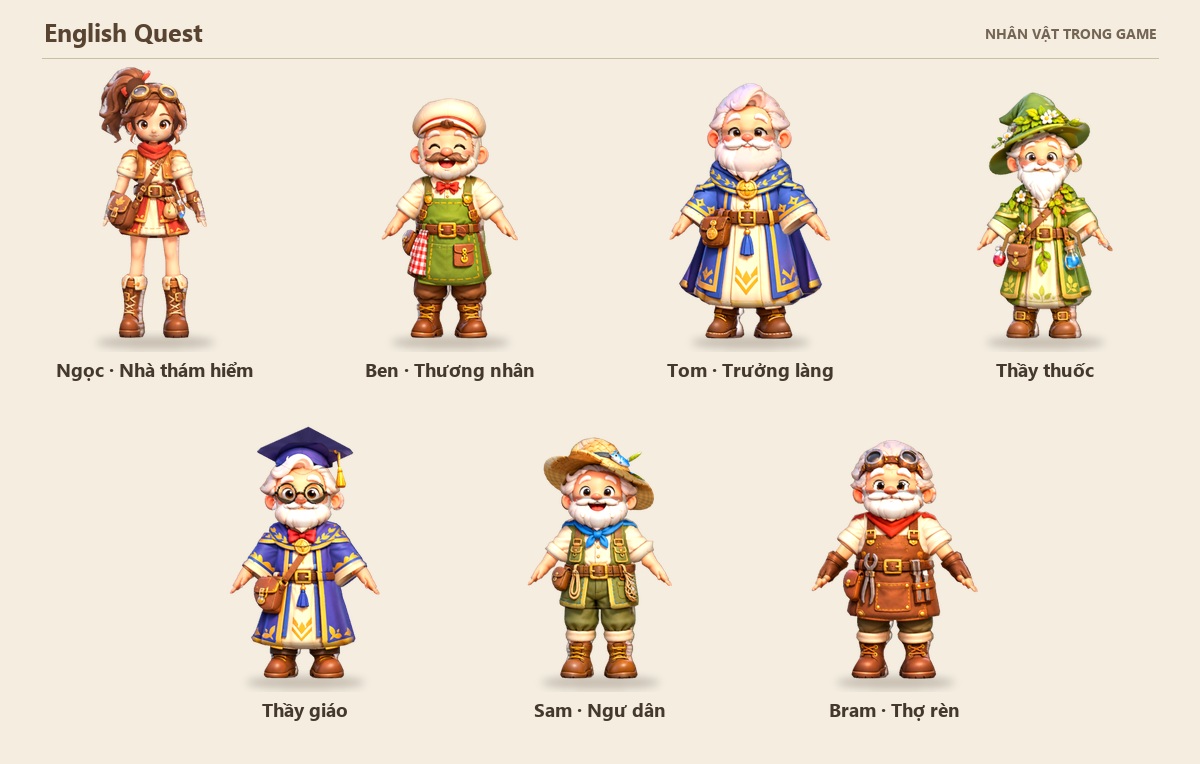 English Quest
NHÂN VẬT TRONG GAME
Ngọc · Nhà thám hiểm
Ben · Thương nhân
Tom · Trưởng làng
Thầy thuốc
Thầy giáo
Sam · Ngư dân
Bram · Thợ rèn